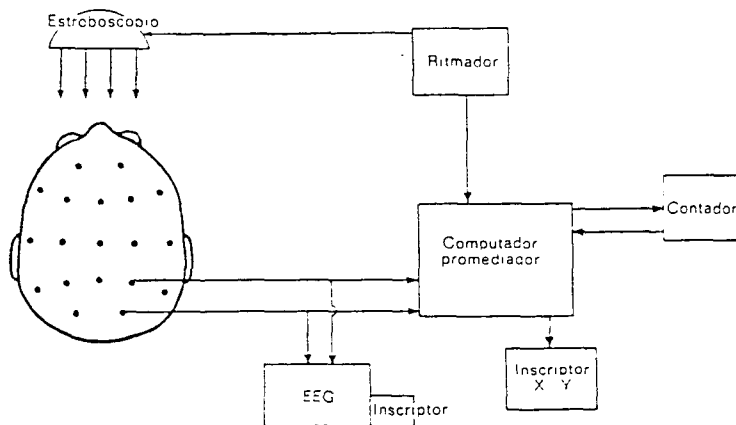 Estroboscopio
Ritmador
Contador
Computador
promediador
Inscriptor
X Y
EEG
Inscriptor